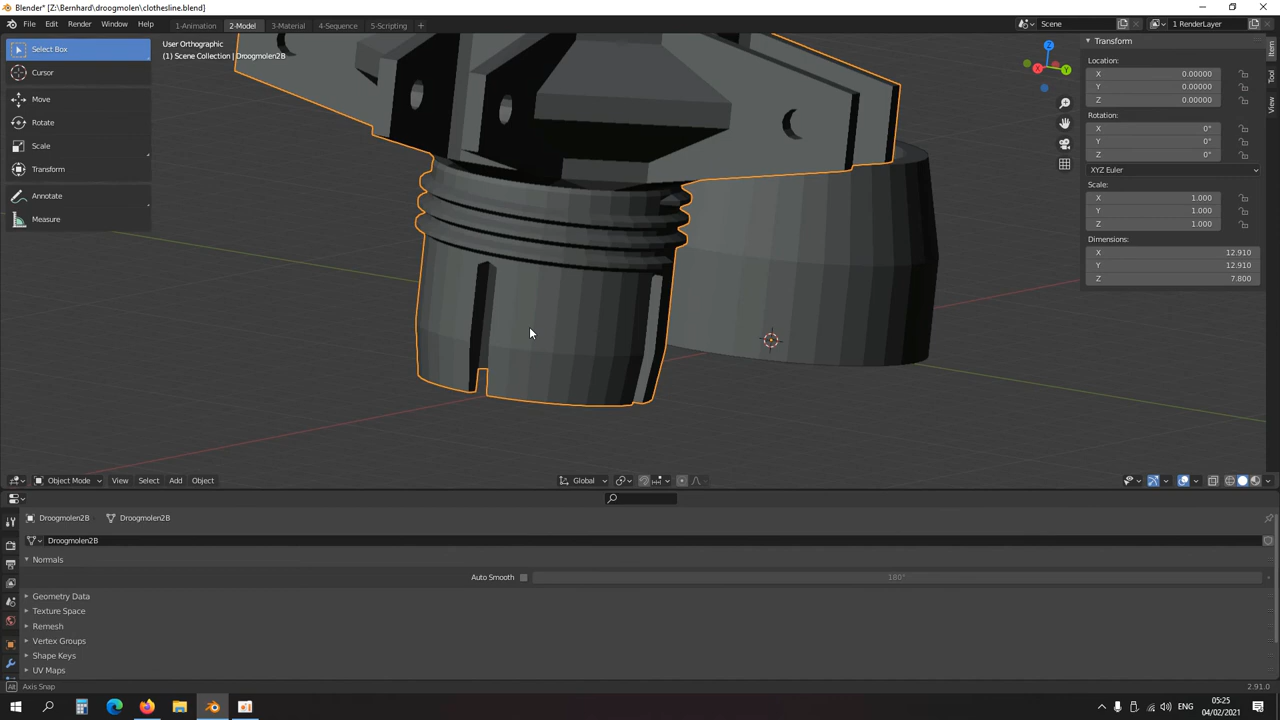 Blender* [Z:\Bernhard\droogmolen\clothesline.blend]
File Edit Render Window Help 1-Animation 2-Model 3-Material 4-Sequence 5-Scripting + Scene 1 RenderLayer
Select Box
Cursor
Move
Rotate
Scale
Transform
Annotate
Measure
User Orthographic
(1) Scene Collection | Droogmolen2B
Z
X
Y
Transform
Location:
X 0.00000
Y 0.00000
Z 0.00000
Rotation:
X 0°
Y 0°
Z 0°
XYZ Euler
Scale:
X 1.000
Y 1.000
Z 1.000
Dimensions:
X 12.910
Y 12.910
Z 7.800
Item
Tool
View
Object Mode View Select Add Object Global
Droogmolen2B Droogmolen2B
Droogmolen2B
Normals
Auto Smooth 180°
Geometry Data
Texture Space
Remesh
Vertex Groups
Shape Keys
UV Maps
Alt Axis Snap 2.91.0
ENG 05:25
04/02/2021